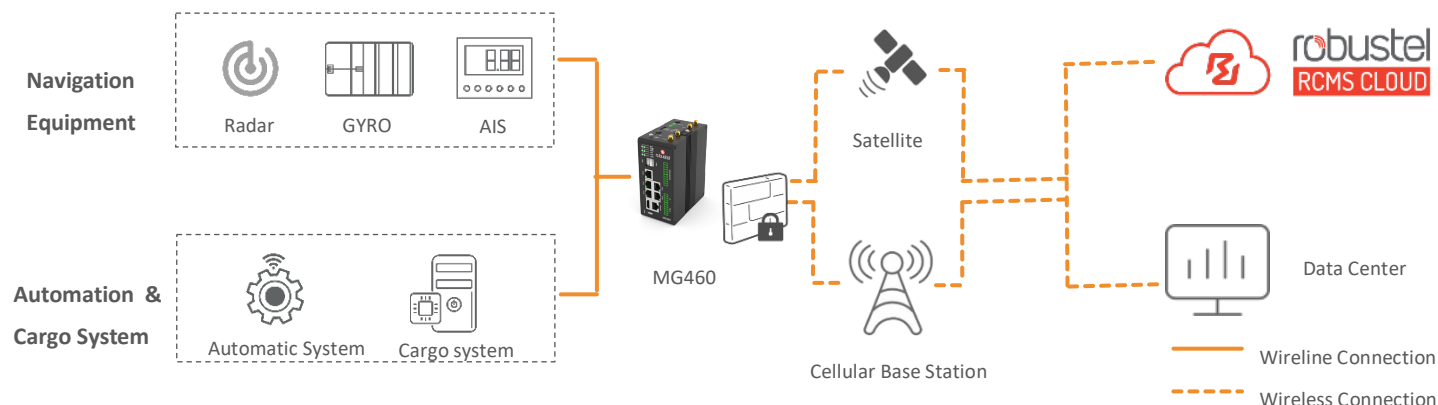 Navigation
Equipment
Radar
GYRO
AIS
Automation &
Cargo System
Automatic System
Cargo system
MG460
Satellite
Cellular Base Station
robustel
RCMS CLOUD
Data Center
Wireline Connection
Wireless Connection